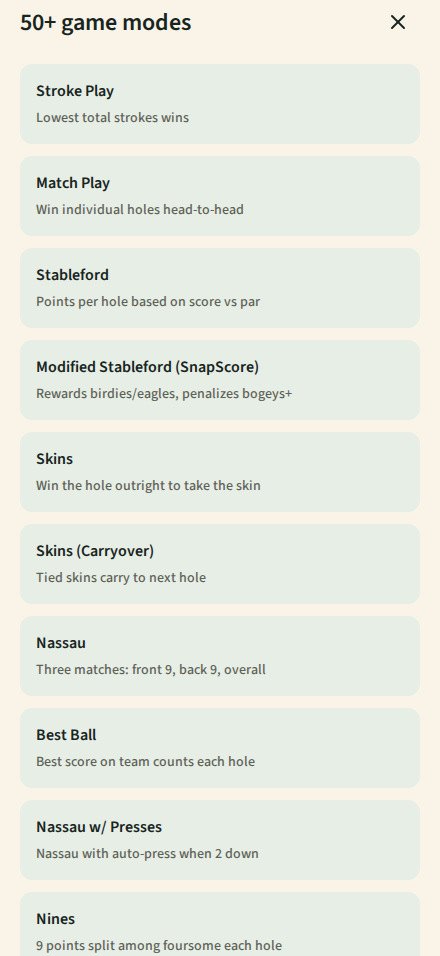 50+ game modes
Stroke Play
Lowest total strokes wins
Match Play
Win individual holes head-to-head
Stableford
Points per hole based on score vs par
Modified Stableford (SnapScore)
Rewards birdies/eagles, penalizes bogeys+
Skins
Win the hole outright to take the skin
Skins (Carryover)
Tied skins carry to next hole
Nassau
Three matches: front 9, back 9, overall
Best Ball
Best score on team counts each hole
Nassau w/ Presses
Nassau with auto-press when 2 down
Nines
9 points split among foursome each hole